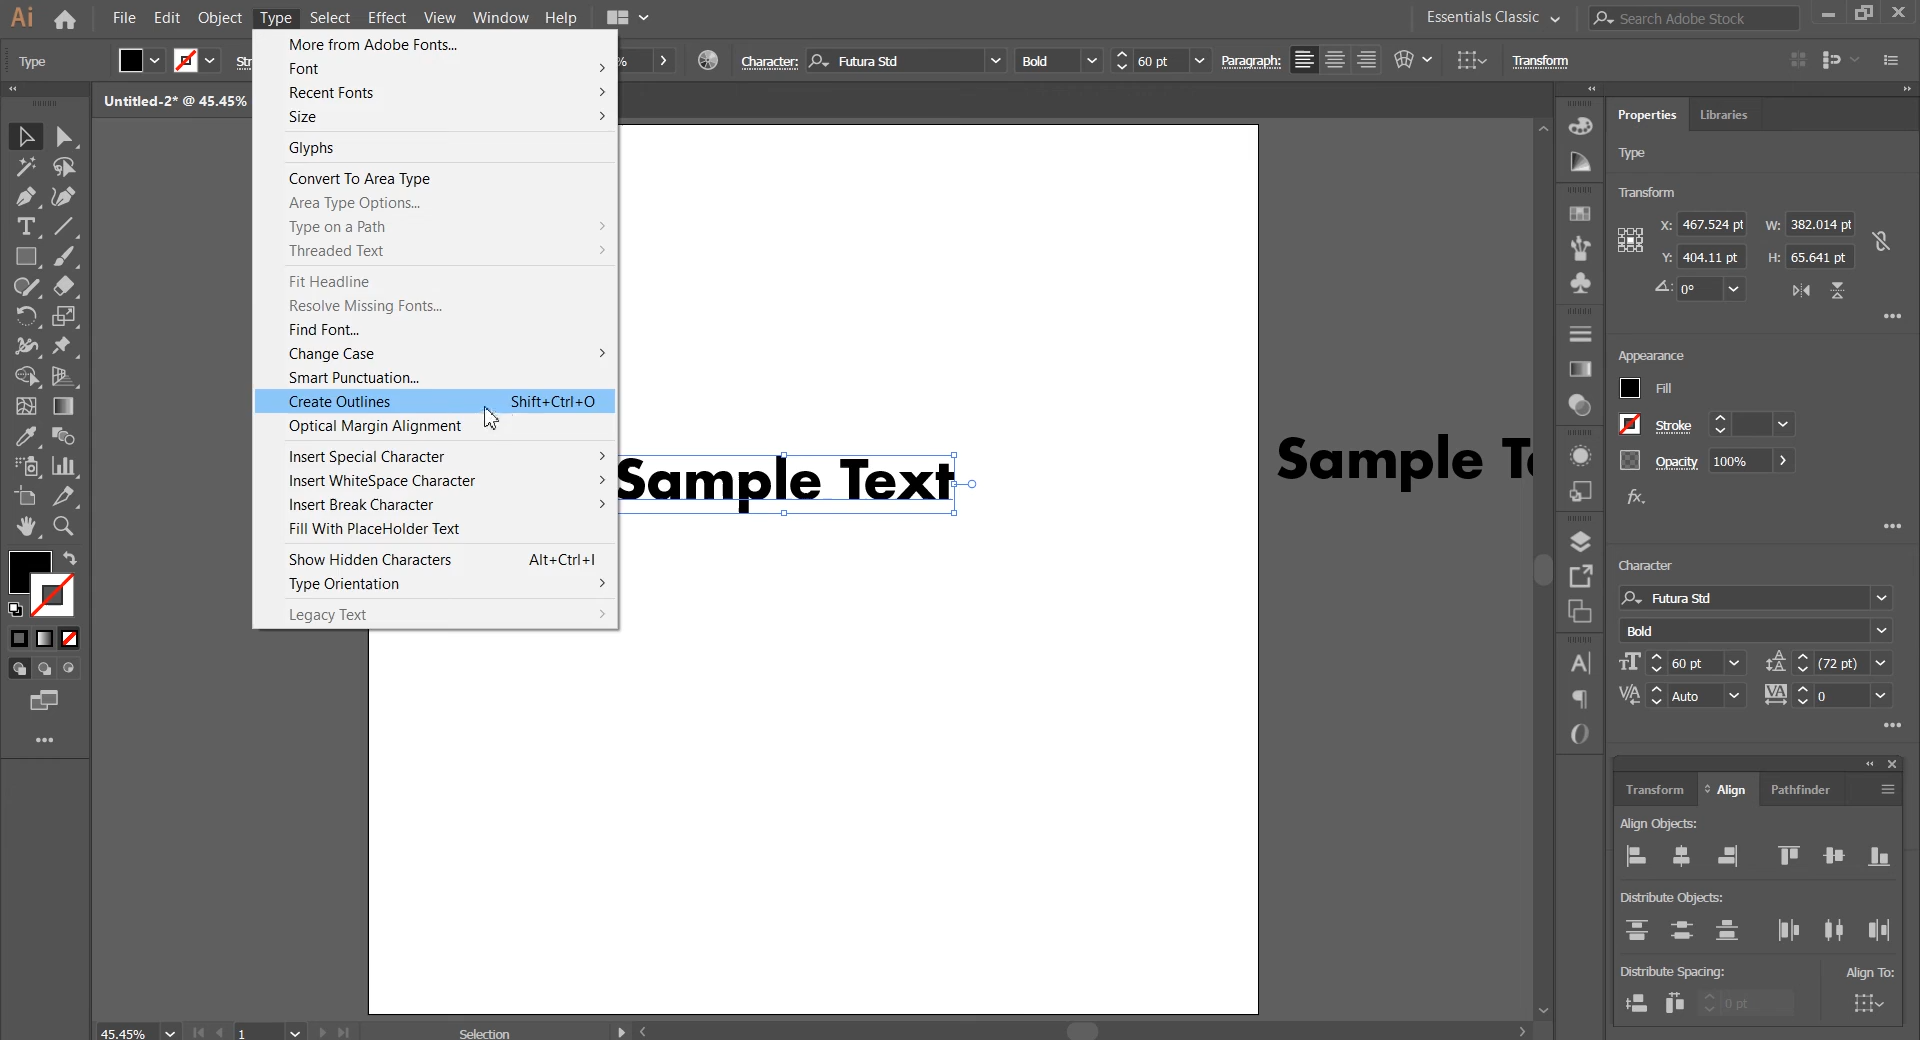 Ai File Edit Object Type Select Effect View Window Help Essentials Classic Search Adobe Stock
Type Str % Character: Futura Std Bold 60 pt Paragraph: Transform
Untitled-2* @ 45.45%
More from Adobe Fonts...
Font
Recent Fonts
Size
Glyphs
Convert To Area Type
Area Type Options...
Type on a Path
Threaded Text
Fit Headline
Resolve Missing Fonts...
Find Font...
Change Case
Smart Punctuation...
Create Outlines Shift+Ctrl+O
Optical Margin Alignment
Insert Special Character
Insert WhiteSpace Character
Insert Break Character
Fill With PlaceHolder Text
Show Hidden Characters Alt+Ctrl+I
Type Orientation
Legacy Text
Sample Text
Sample Te
Properties Libraries
Type
Transform
X: 467.524 pt W: 382.014 pt
Y: 404.11 pt H: 65.641 pt
0°
Appearance
Fill
Stroke
Opacity 100%
fx.
Character
Futura Std
Bold
60 pt (72 pt)
Auto 0
Transform Align Pathfinder
Align Objects:
Distribute Objects:
Distribute Spacing: Align To:
0 pt
45.45% 1 Selection